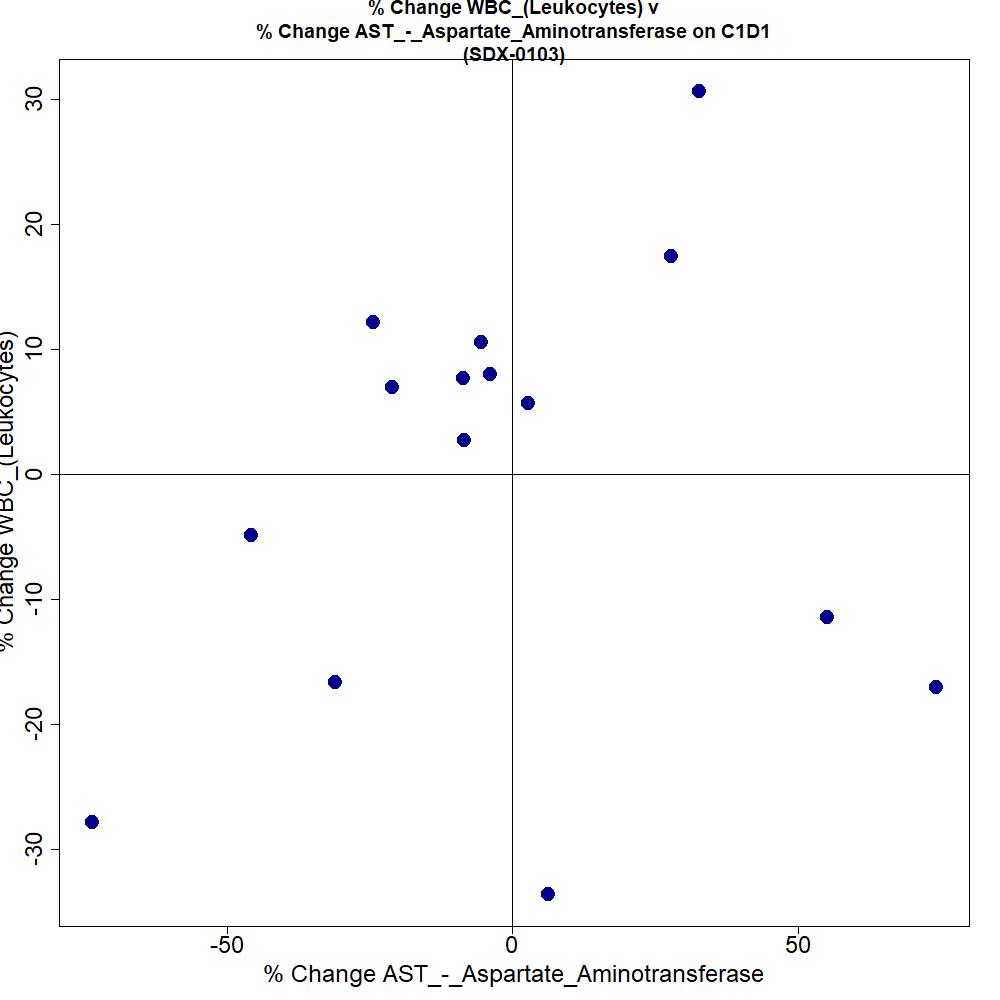 % Change WBC_(Leukocytes) v
% Change AST_-_Aspartate_Aminotransferase on C1D1
(SDX-0103)
% Change WBC_(Leukocytes)
30
20
10
0
-10
-20
-30
-50
0
50
% Change AST_-_Aspartate_Aminotransferase